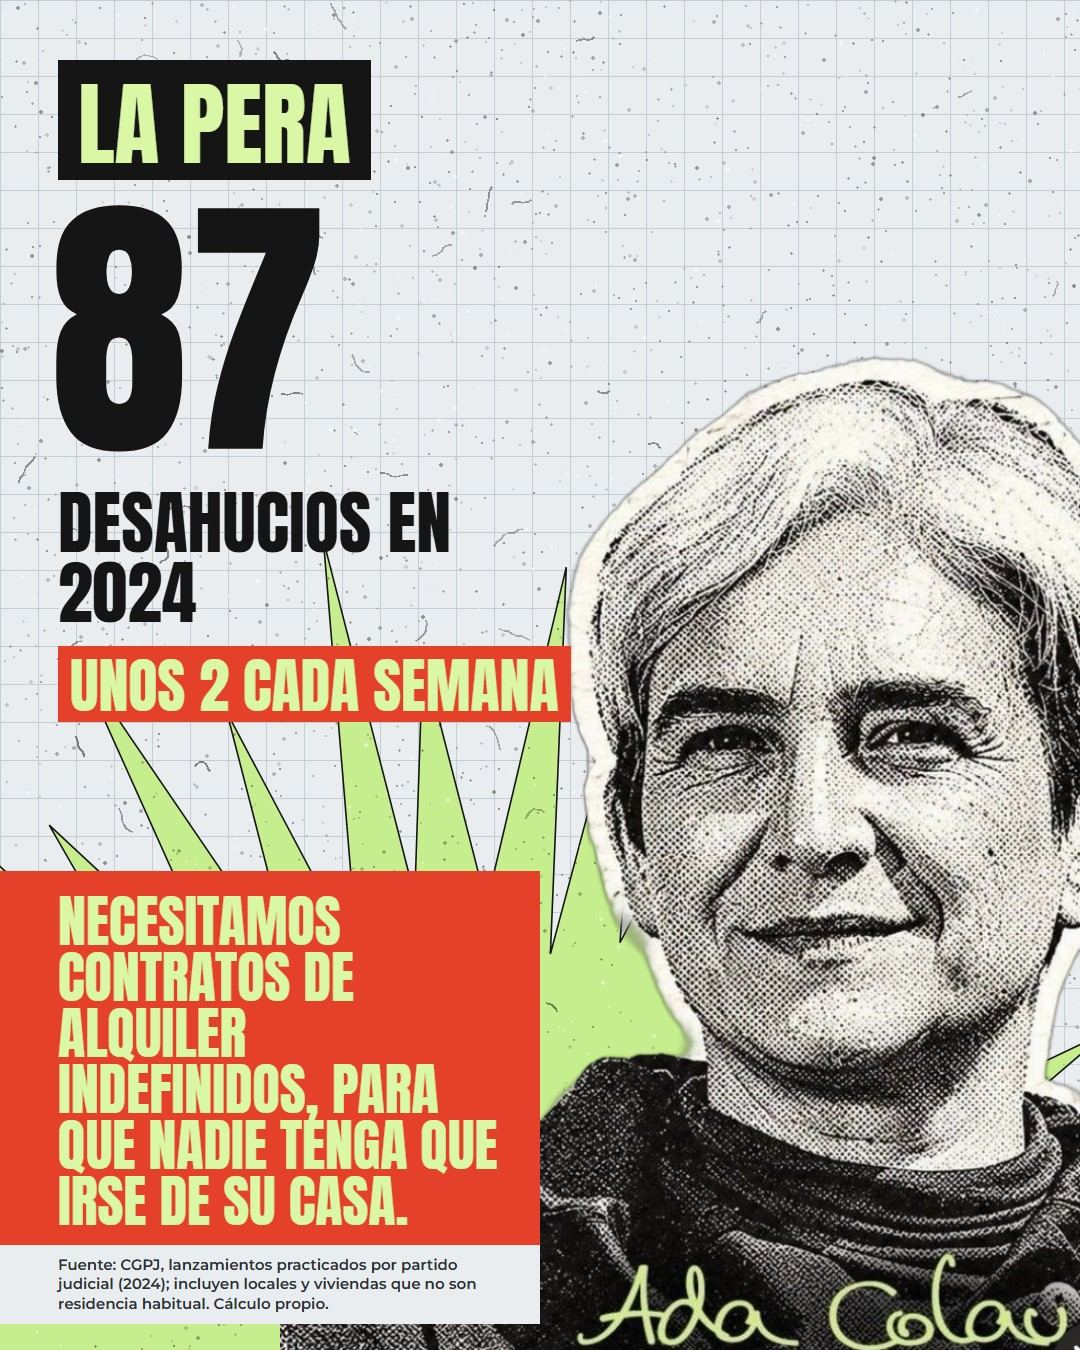 LA PERA
87
DESAHUCIOS EN
2024
UNOS 2 CADA SEMANA
NECESITAMOS
CONTRATOS DE
ALQUILER
INDEFINIDOS, PARA
QUE NADIE TENGA QUE
IRSE DE SU CASA.
Fuente: CGPJ, lanzamientos practicados por partido
judicial (2024); incluyen locales y viviendas que no son
residencia habitual. Cálculo propio.
Ada Colau